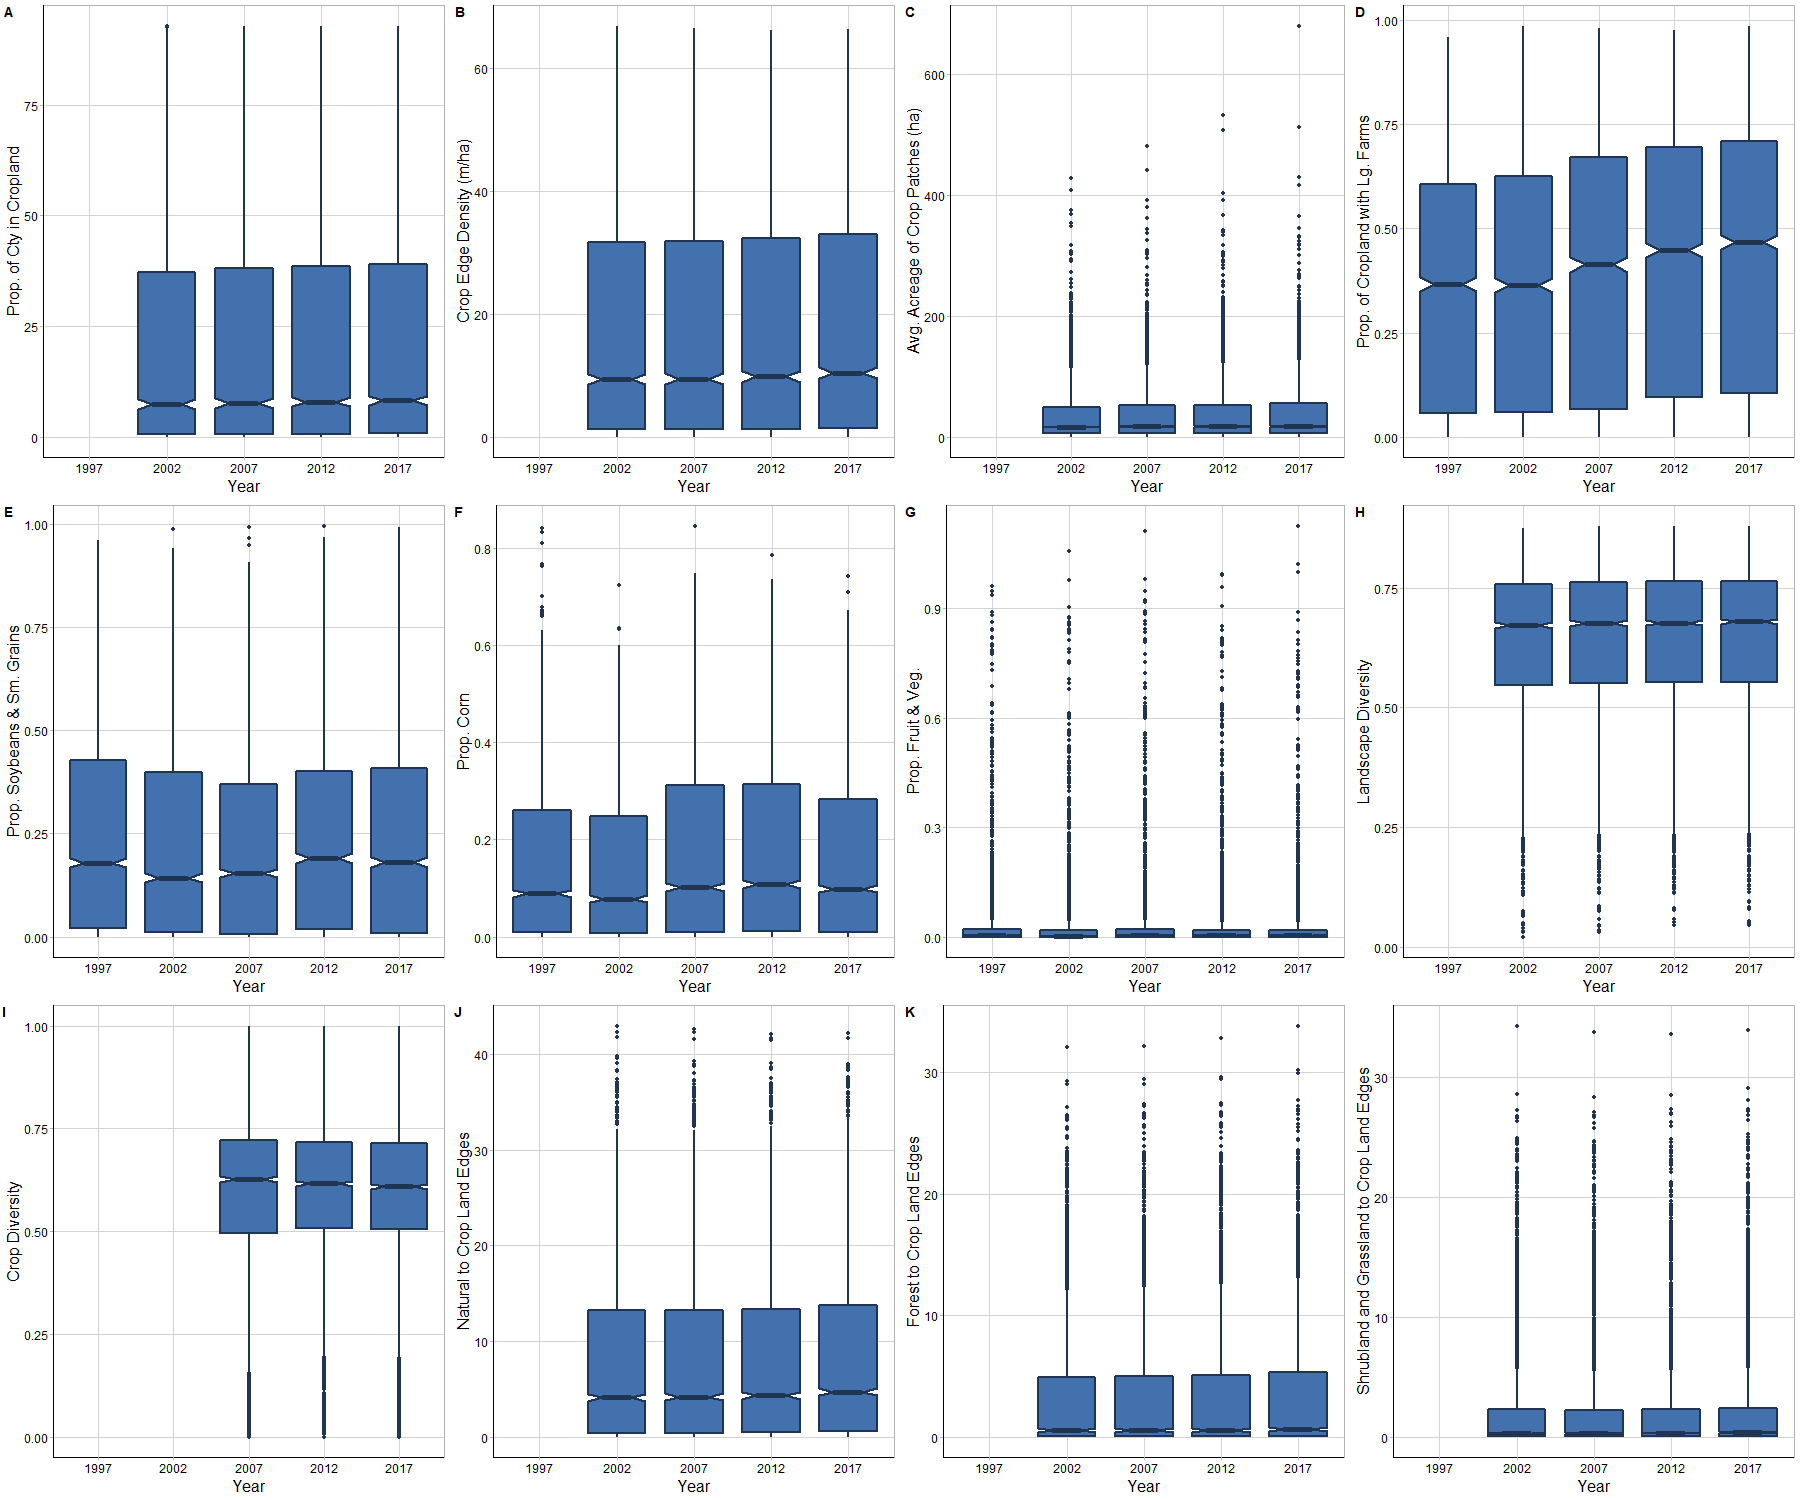 A
Prop. of Cty in Cropland
75
50
25
0
1997 2002 2007 2012 2017
Year
B
Crop Edge Density (m/ha)
60
40
20
0
1997 2002 2007 2012 2017
Year
C
Avg. Acreage of Crop Patches (ha)
600
400
200
0
1997 2002 2007 2012 2017
Year
D
Prop. of Cropland with Lg. Farms
1.00
0.75
0.50
0.25
0.00
1997 2002 2007 2012 2017
Year
E
Prop. Soybeans & Sm. Grains
1.00
0.75
0.50
0.25
0.00
1997 2002 2007 2012 2017
Year
F
Prop. Corn
0.8
0.6
0.4
0.2
0.0
1997 2002 2007 2012 2017
Year
G
Prop. Fruit & Veg.
0.9
0.6
0.3
0.0
1997 2002 2007 2012 2017
Year
H
Landscape Diversity
0.75
0.50
0.25
0.00
1997 2002 2007 2012 2017
Year
I
Crop Diversity
1.00
0.75
0.50
0.25
0.00
1997 2002 2007 2012 2017
Year
J
Natural to Crop Land Edges
40
30
20
10
0
1997 2002 2007 2012 2017
Year
K
Forest to Crop Land Edges
30
20
10
0
1997 2002 2007 2012 2017
Year
Shrubland and Grassland to Crop Land Edges
30
20
10
0
1997 2002 2007 2012 2017
Year